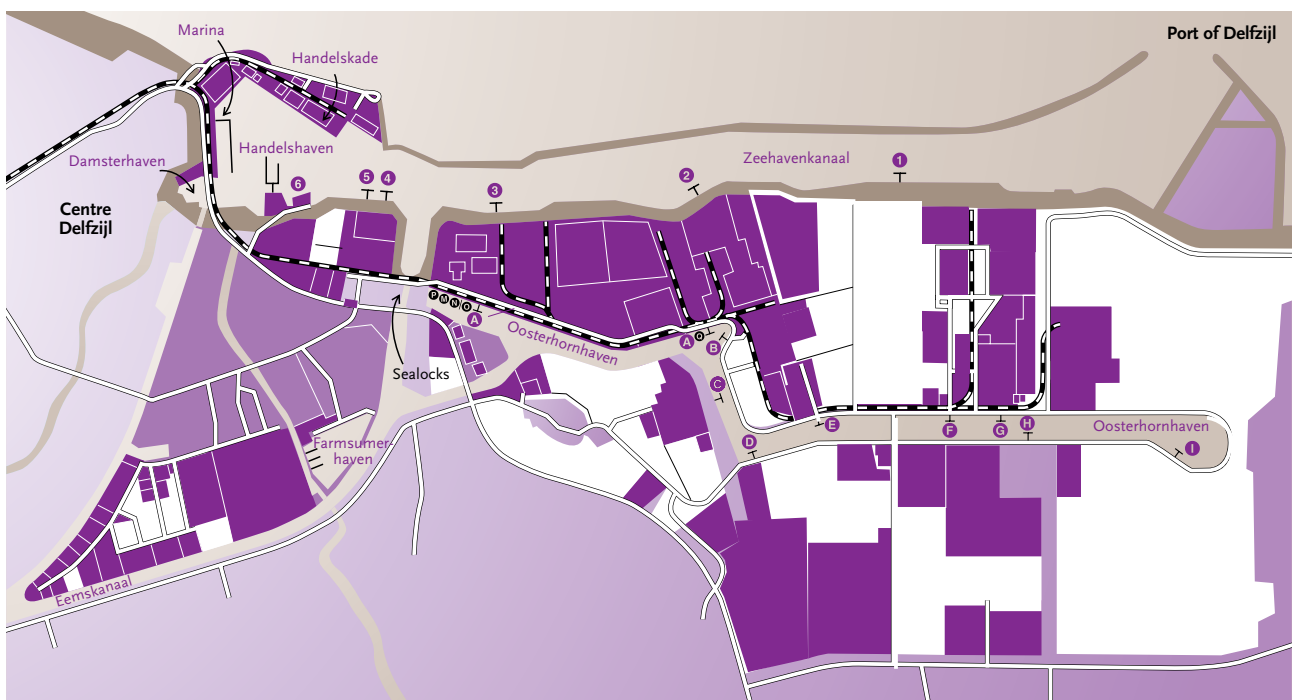 Marina
Port of Delfzijl
Handelskade
Handelshaven
Damsterhaven
Zeehavenkanaal
1
2
3
4
5
6
Centre
Delfzijl
P
M
N
O
A
Oosterhornhaven
A
Q
B
Sealocks
C
D
E
F
G
H
Oosterhornhaven
I
Farmsumer-
haven
Eemskanaal